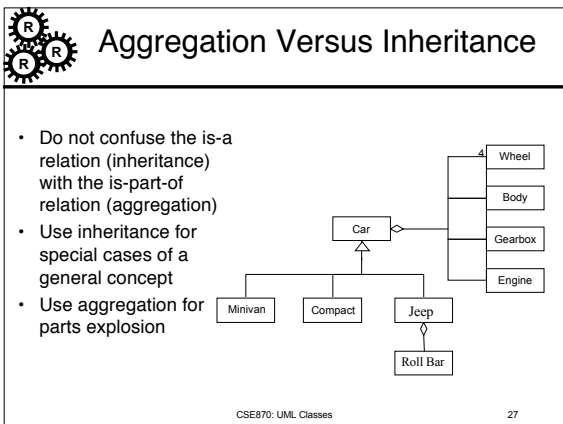 R
R
R
Aggregation Versus Inheritance
• Do not confuse the is-a
relation (inheritance)
with the is-part-of
relation (aggregation)
• Use inheritance for
special cases of a
general concept
• Use aggregation for
parts explosion
4
Wheel
Body
Car
Gearbox
Engine
Minivan
Compact
Jeep
Roll Bar
CSE870: UML Classes
27